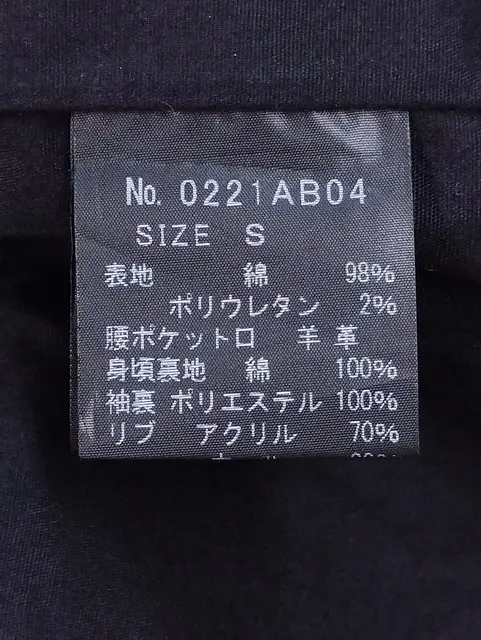 No. 0221AB04
SIZE S
表地 綿 98%
ポリウレタン 2%
腰ポケット口 羊革
身頃裏地 綿 100%
袖裏 ポリエステル 100%
リブ アクリル 70%